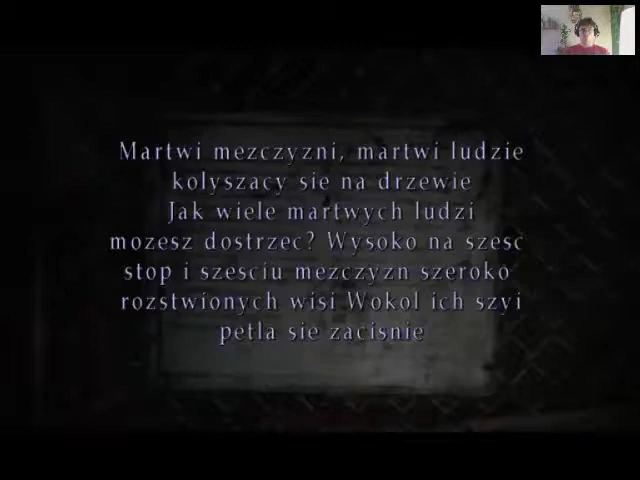 Martwi mezczyzni, martwi ludzie
kolyszacy sie na drzewie
Jak wiele martwych ludzi
mozesz dostrzec? Wysoko na szesc
stop i szesciu mezczyzn szeroko
rozstwionych wisi Wokol ich szyi
petla sie zacisnie